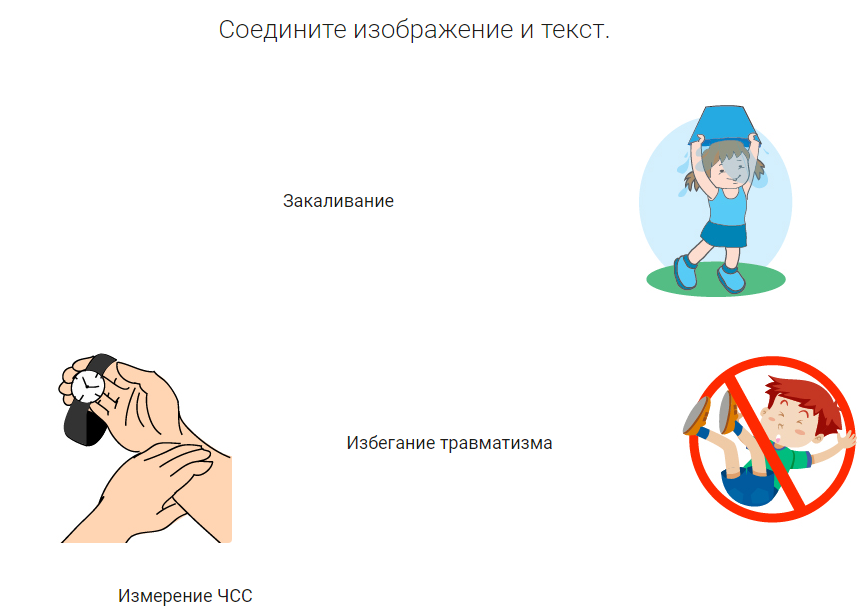 Соедините изображение и текст.
Закаливание
Избегание травматизма
Измерение ЧСС